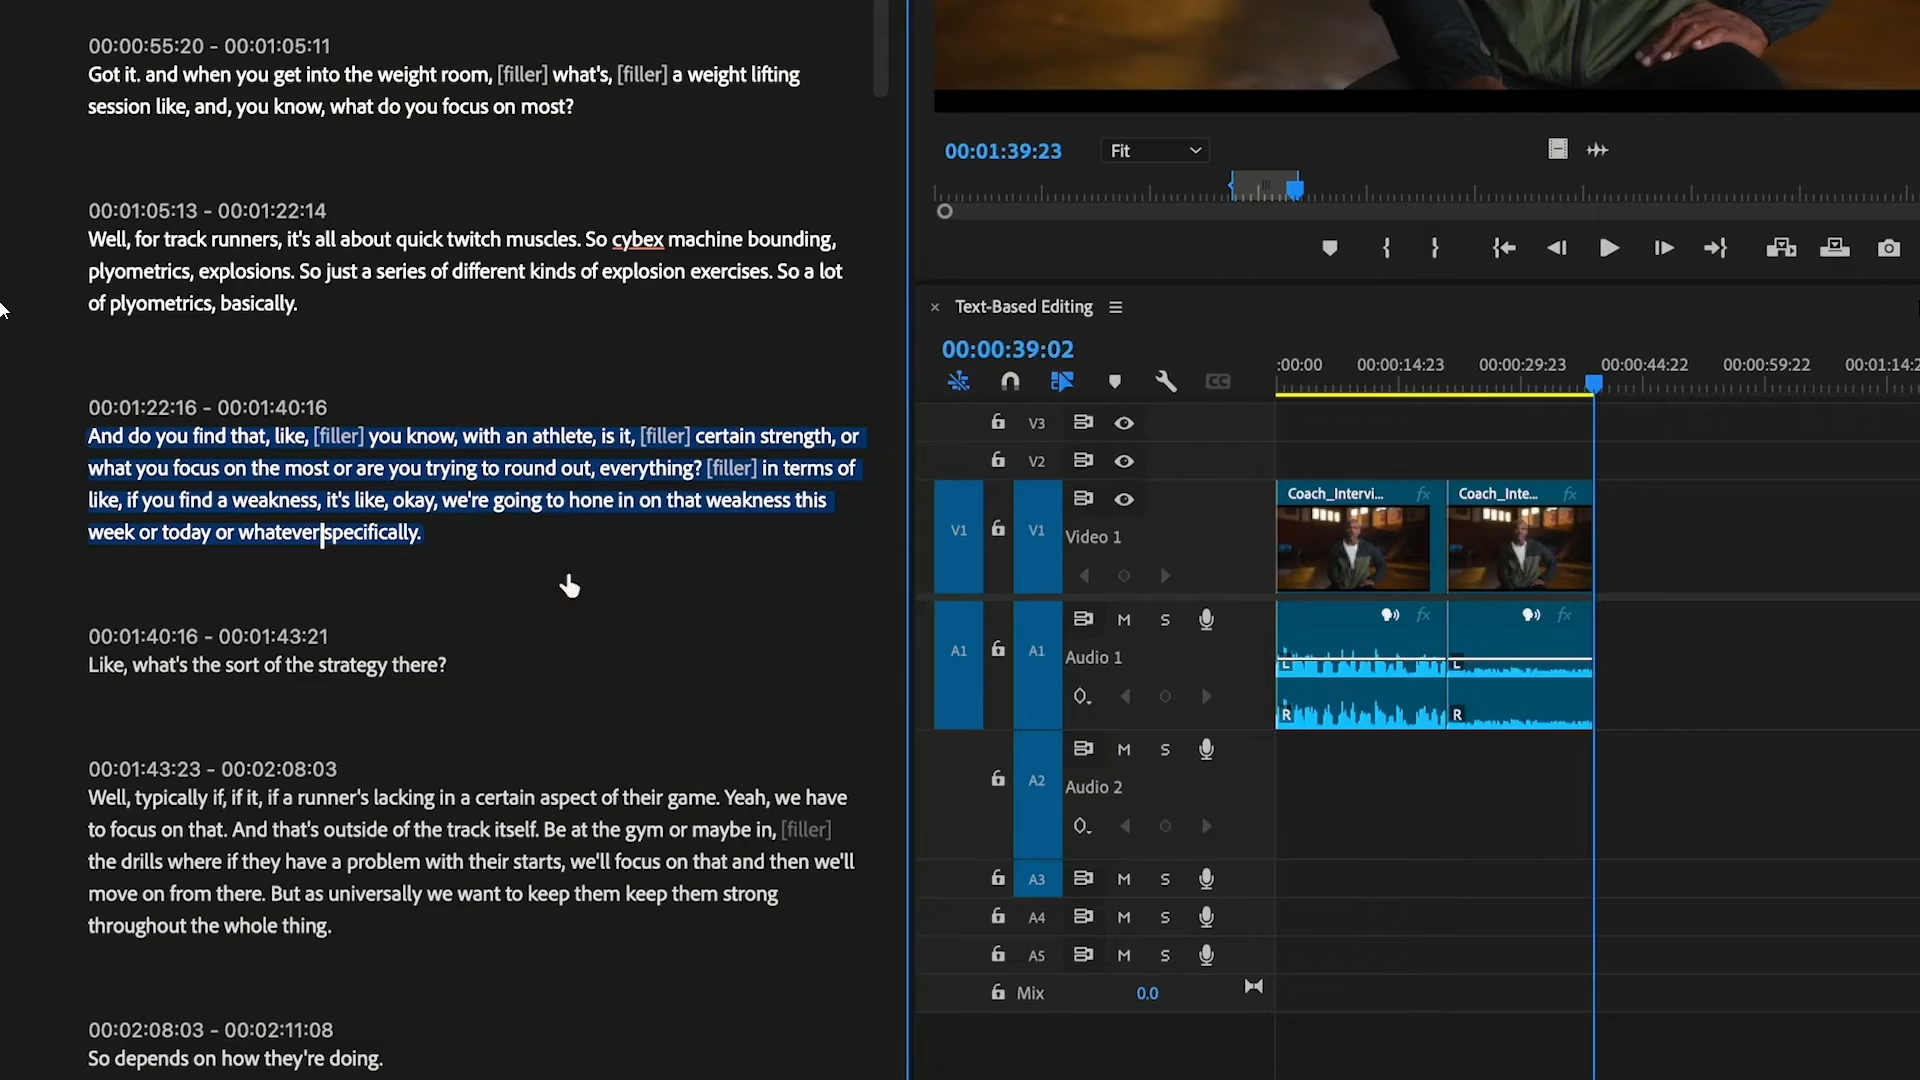 00:00:55:20 - 00:01:05:11
Got it. and when you get into the weight room, [filler] what's, [filler] a weight lifting
session like, and, you know, what do you focus on most?
00:01:05:13 - 00:01:22:14
Well, for track runners, it's all about quick twitch muscles. So cybex machine bounding,
plyometrics, explosions. So just a series of different kinds of explosion exercises. So a lot
of plyometrics, basically.
00:01:22:16 - 00:01:40:16
And do you find that, like, [filler] you know, with an athlete, is it, [filler] certain strength, or
what you focus on the most or are you trying to round out, everything? [filler] in terms of
like, if you find a weakness, it's like, okay, we're going to hone in on that weakness this
week or today or whatever specifically.
00:01:40:16 - 00:01:43:21
Like, what's the sort of the strategy there?
00:01:43:23 - 00:02:08:03
Well, typically if, if it, if a runner's lacking in a certain aspect of their game. Yeah, we have
to focus on that. And that's outside of the track itself. Be at the gym or maybe in, [filler]
the drills where if they have a problem with their starts, we'll focus on that and then we'll
move on from there. But as universally we want to keep them keep them strong
throughout the whole thing.
00:02:08:03 - 00:02:11:08
So depends on how they're doing.
00:01:39:23 Fit
Text-Based Editing
00:00:39:02
:00:00 00:00:14:23 00:00:29:23 00:00:44:22 00:00:59:22 00:01:14:2
CC
V3
V2
V1 V1 Video 1
Coach_Intervi... fx Coach_Inte... fx
A1 A1 M S Audio 1
fx fx
L L
R R
A2 M S Audio 2
A3 M S
A4 M S
A5 M S
Mix 0.0